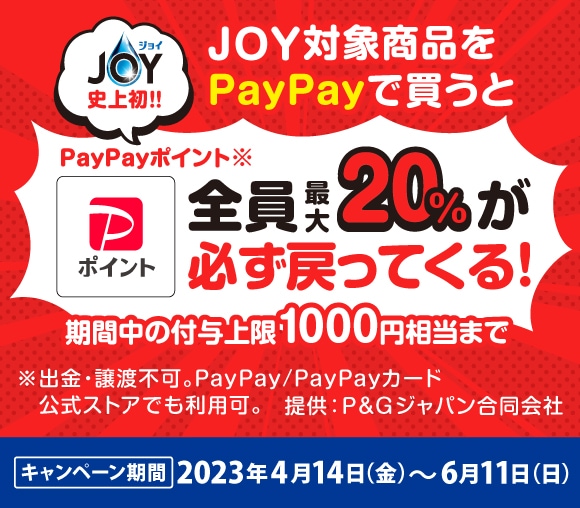 ジョイ
JOY
史上初!!
JOY対象商品を
PayPayで買うと
PayPayポイント※
P
ポイント
全員最大20%が
必ず戻ってくる!
期間中の付与上限1000円相当まで
※出金・譲渡不可。PayPay/PayPayカード
公式ストアでも利用可。 提供:P&Gジャパン合同会社
キャンペーン期間 2023年4月14日(金)〜6月11日(日)